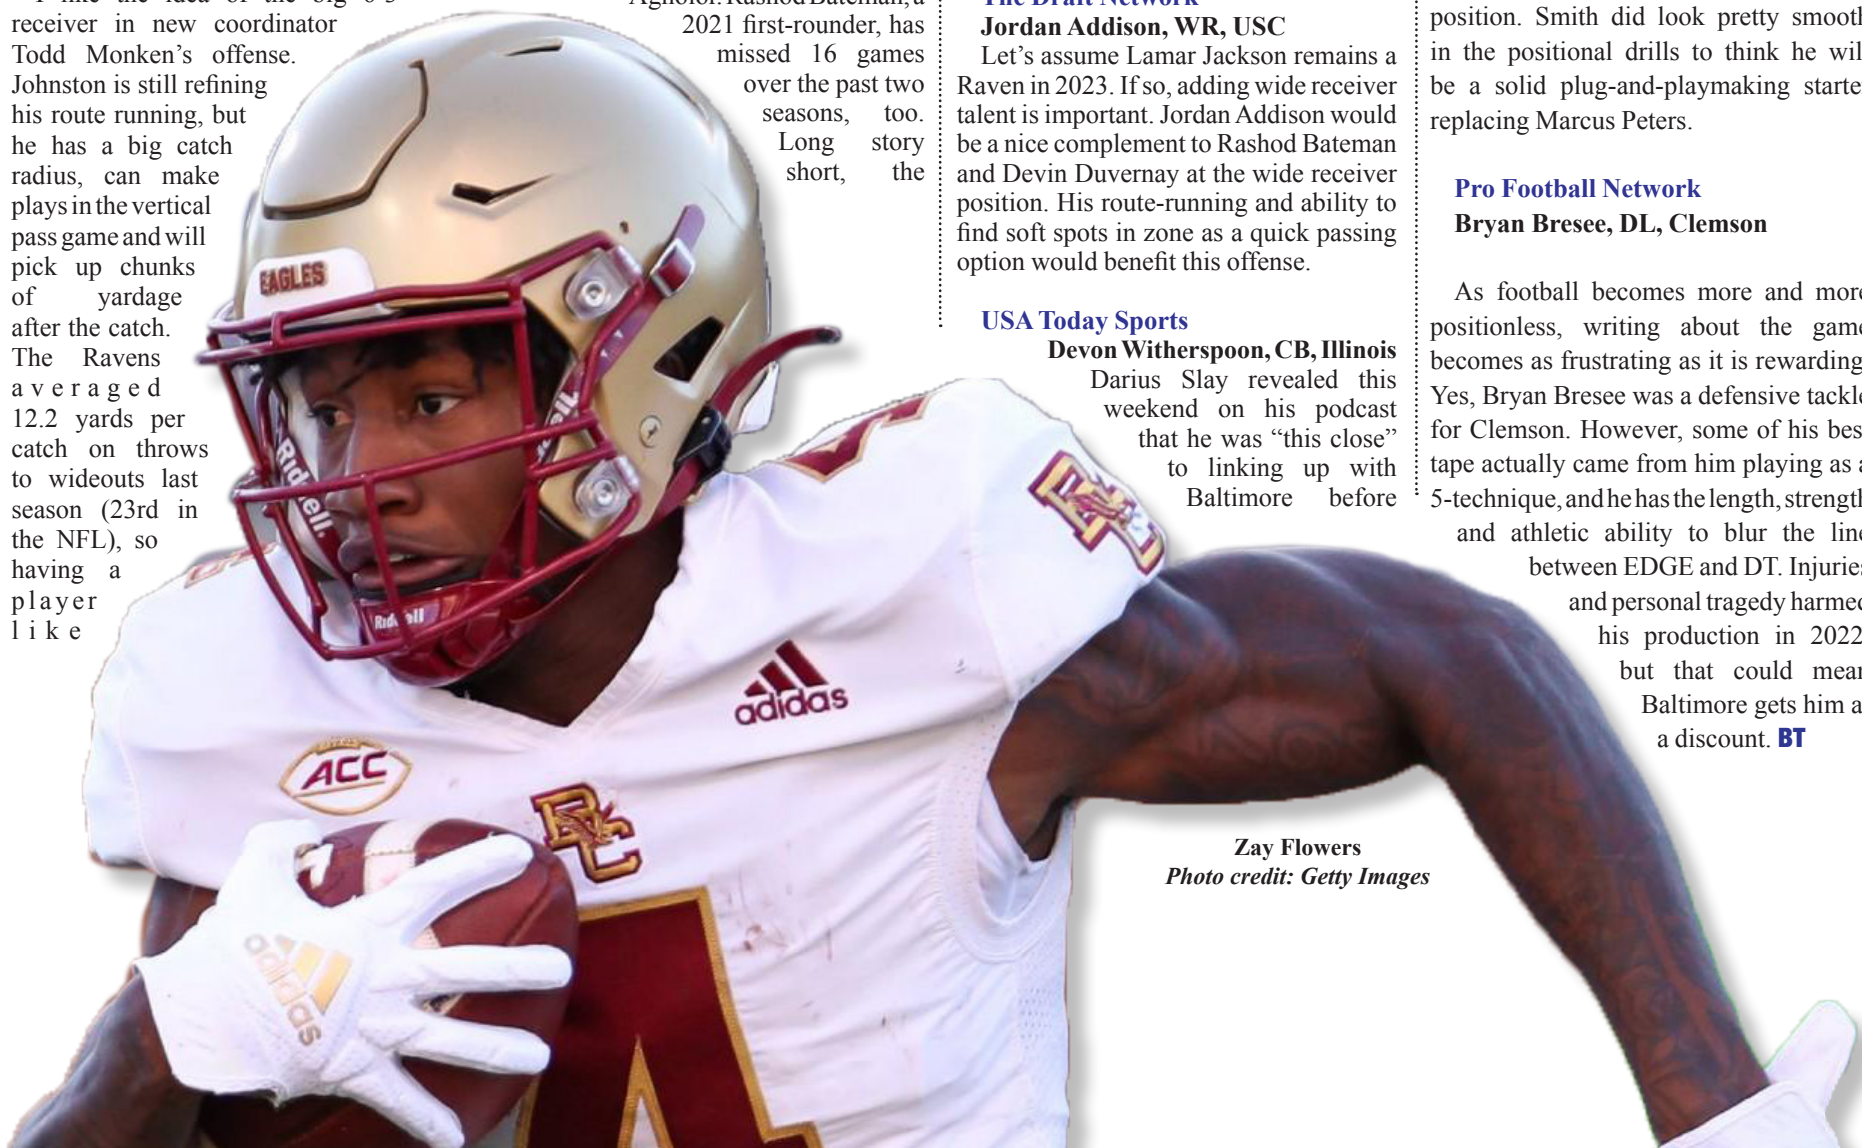 receiver in new coordinator
Todd Monken's offense.
Johnston is still refining
his route running, but
he has a big catch
radius, can make
plays in the vertical
pass game and will
pick up chunks
of yardage
after the catch.
The Ravens
averaged
12.2 yards per
catch on throws
to wideouts last
season (23rd in
the NFL), so
having a
player
like
2021 first-rounder, has
missed 16 games
over the past two
seasons, too.
Long story
short, the
The Draft Network
Jordan Addison, WR, USC
Let's assume Lamar Jackson remains a
Raven in 2023. If so, adding wide receiver
talent is important. Jordan Addison would
be a nice complement to Rashod Bateman
and Devin Duvernay at the wide receiver
position. His route-running and ability to
find soft spots in zone as a quick passing
option would benefit this offense.
USA Today Sports
Devon Witherspoon, CB, Illinois
Darius Slay revealed this
weekend on his podcast
that he was “this close”
to linking up with
Baltimore before
position. Smith did look pretty smooth
in the positional drills to think he will
be a solid plug-and-playmaking starter
replacing Marcus Peters.
Pro Football Network
Bryan Bresee, DL, Clemson
As football becomes more and more
positionless, writing about the game
becomes as frustrating as it is rewarding.
Yes, Bryan Bresee was a defensive tackle
for Clemson. However, some of his best
tape actually came from him playing as a
5-technique, and he has the length, strength
and athletic ability to blur the line
between EDGE and DT. Injuries
and personal tragedy harmed
his production in 2022,
but that could mean
Baltimore gets him at
a discount. BT
EAGLES
Riddell
Riddell
adidas
ACC
BC
BC
adidas
Zay Flowers
Photo credit: Getty Images